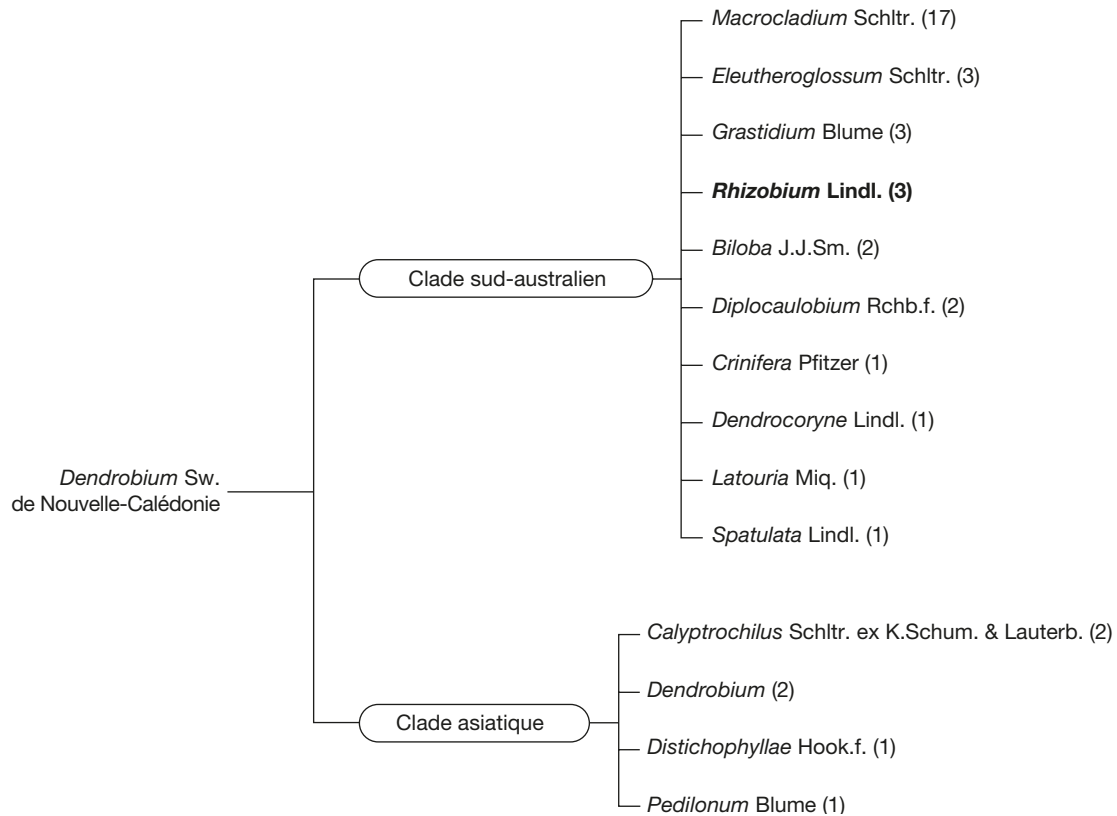 Macrocladium Schltr. (17)
Eleutheroglossum Schltr. (3)
Grastidium Blume (3)
Rhizobium Lindl. (3)
Biloba J.J.Sm. (2)
Clade sud-australien
Diplocaulobium Rchb.f. (2)
Crinifera Pfitzer (1)
Dendrocoryne Lindl. (1)
Dendrobium Sw.
de Nouvelle-Calédonie
Latouria Miq. (1)
Spatulata Lindl. (1)
Calyptrochilus Schltr. ex K.Schum. & Lauterb. (2)
Dendrobium (2)
Clade asiatique
Distichophyllae Hook.f. (1)
Pedilonum Blume (1)